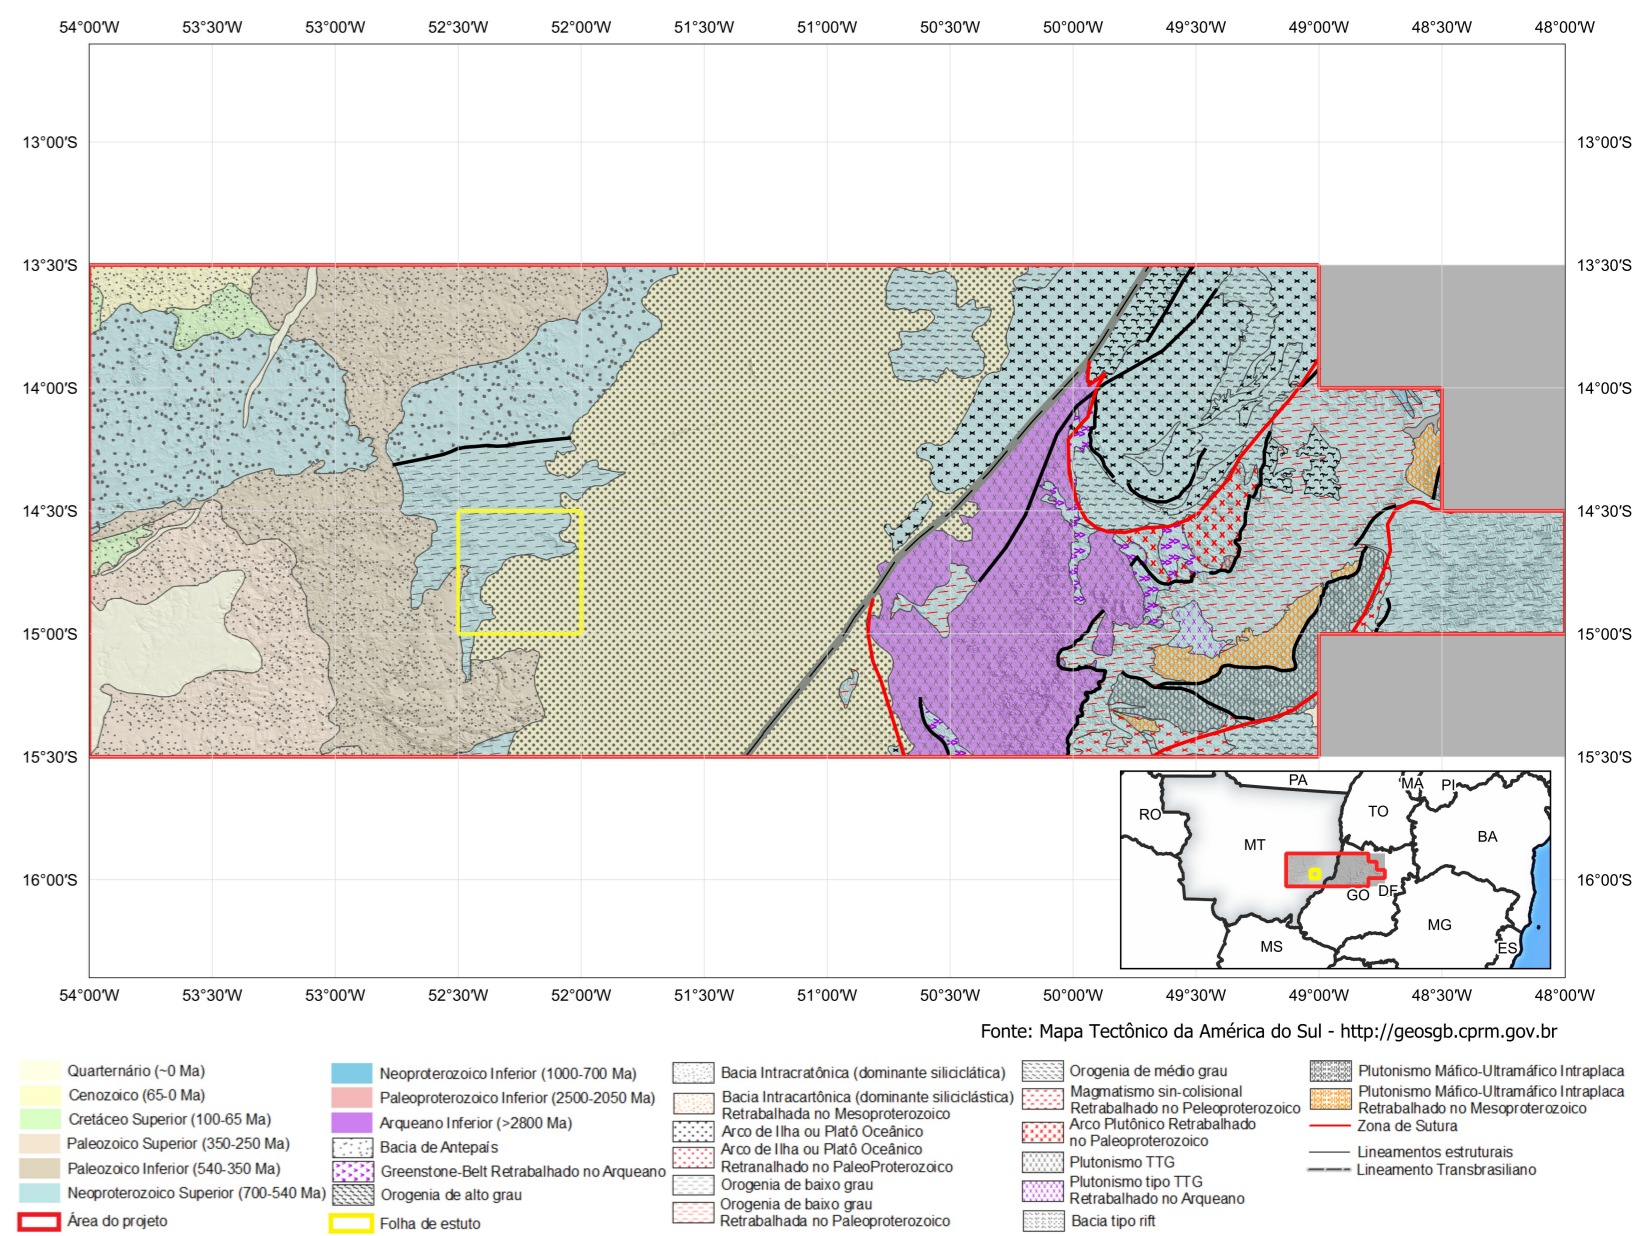 54°00'W 53°30'W 53°00'W 52°30'W 52°00'W 51°30'W 51°00'W 50°30'W 50°00'W 49°30'W 49°00'W 48°30'W 48°00'W
13°00'S 13°00'S
13°30'S 13°30'S
14°00'S 14°00'S
14°30'S 14°30'S
15°00'S 15°00'S
15°30'S 15°30'S
16°00'S 16°00'S
PA
MA
PI
RO
TO
BA
MT
GO
DF
MG
MS
ES
54°00'W 53°30'W 53°00'W 52°30'W 52°00'W 51°30'W 51°00'W 50°30'W 50°00'W 49°30'W 49°00'W 48°30'W 48°00'W
Fonte: Mapa Tectônico da América do Sul - http://geosgb.cprm.gov.br
Quarternário (~0 Ma)
Cenozoico (65-0 Ma)
Cretáceo Superior (100-65 Ma)
Paleozoico Superior (350-250 Ma)
Paleozoico Inferior (540-350 Ma)
Neoproterozoico Superior (700-540 Ma)
Área do projeto
Neoproterozoico Inferior (1000-700 Ma)
Paleoproterozoico Inferior (2500-2050 Ma)
Arqueano Inferior (>2800 Ma)
Bacia de Antepaís
Greenstone-Belt Retrabalhado no Arqueano
Orogenia de alto grau
Folha de estuto
Bacia Intracratônica (dominante siliciclática)
Bacia Intracartônica (dominante siliciclástica)
Retrabalhada no Mesoproterozoico
Arco de Ilha ou Platô Oceânico
Arco de Ilha ou Platô Oceânico
Retranalhado no PaleoProterozoico
Orogenia de baixo grau
Orogenia de baixo grau
Retrabalhada no Paleoproterozoico
Orogenia de médio grau
Magmatismo sin-colisional
Retrabalhado no Peleoproterozoico
Arco Plutônico Retrabalhado
no Paleoproterozoico
Plutonismo TTG
Plutonismo tipo TTG
Retrabalhado no Arqueano
Bacia tipo rift
Plutonismo Máfico-Ultramáfico Intraplaca
Plutonismo Máfico-Ultramáfico Intraplaca
Retrabalhado no Mesoproterozoico
Zona de Sutura
Lineamentos estruturais
Lineamento Transbrasiliano